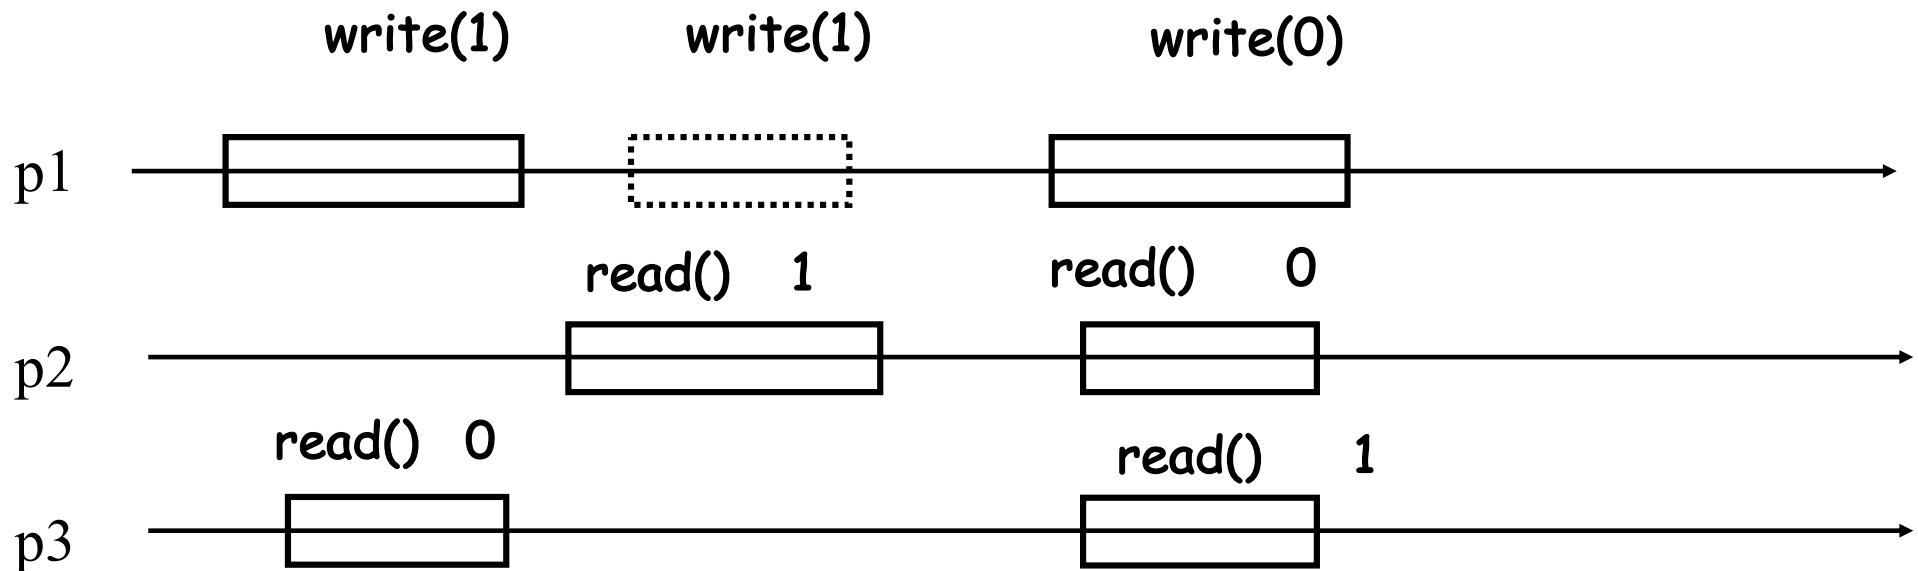 write(1) write(1) write(0)
p1
read() 1 read() 0
p2
read() 0 read() 1
p3